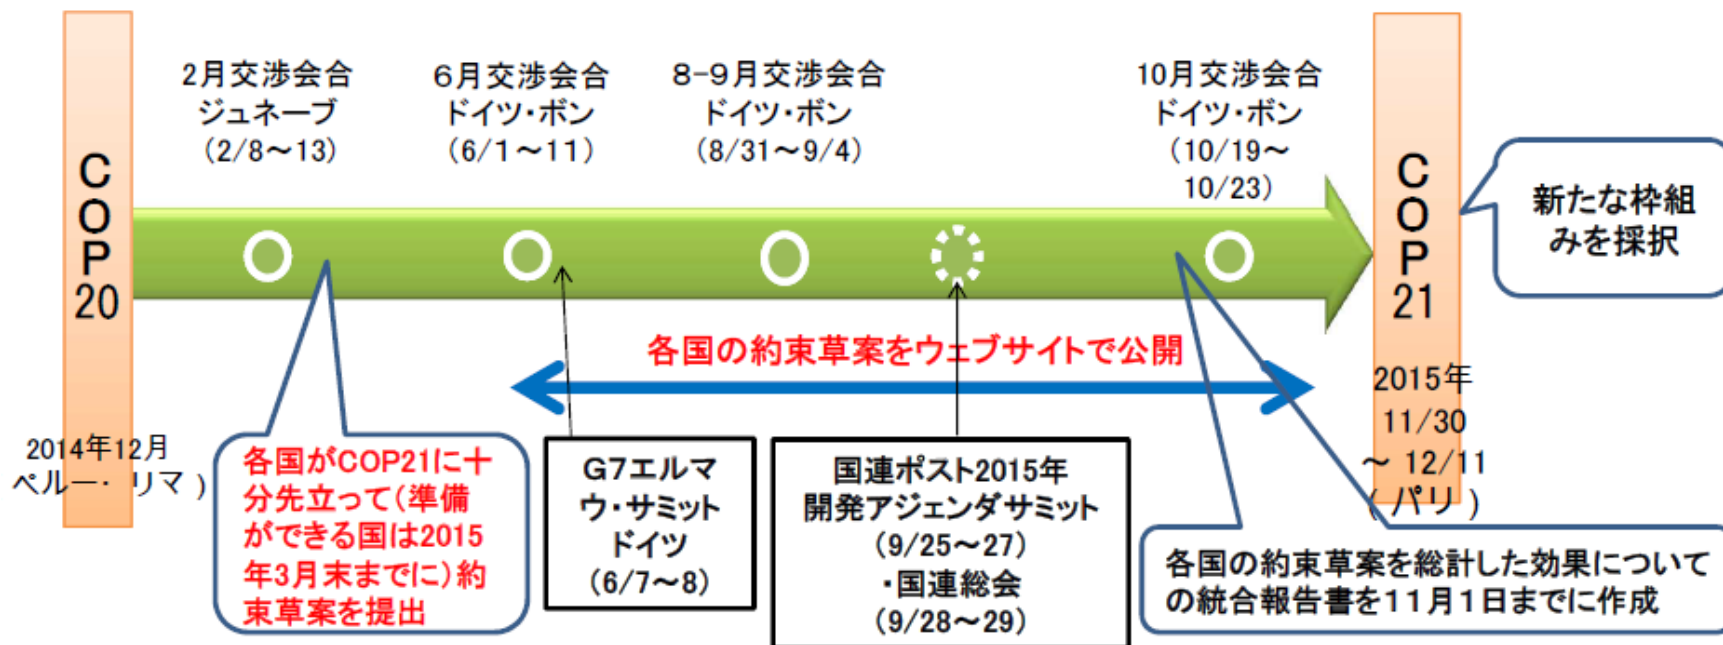 COP20
2014年12月
ペルー・ リマ )
2月交渉会合
ジュネーブ
(2/8～13)
6月交渉会合
ドイツ・ボン
(6/1～11)
8-9月交渉会合
ドイツ・ボン
(8/31～9/4)
10月交渉会合
ドイツ・ボン
(10/19～
10/23)
COP21
2015年
11/30
～ 12/11
( パリ )
新たな枠組
みを採択
各国の約束草案をウェブサイトで公開
各国がCOP21に十
分先立って(準備
ができる国は2015
年3月末までに)約
束草案を提出
G7エルマ
ウ・サミット
ドイツ
(6/7～8)
国連ポスト2015年
開発アジェンダサミット
(9/25～27)
・国連総会
(9/28～29)
各国の約束草案を総計した効果について
の統合報告書を11月1日までに作成